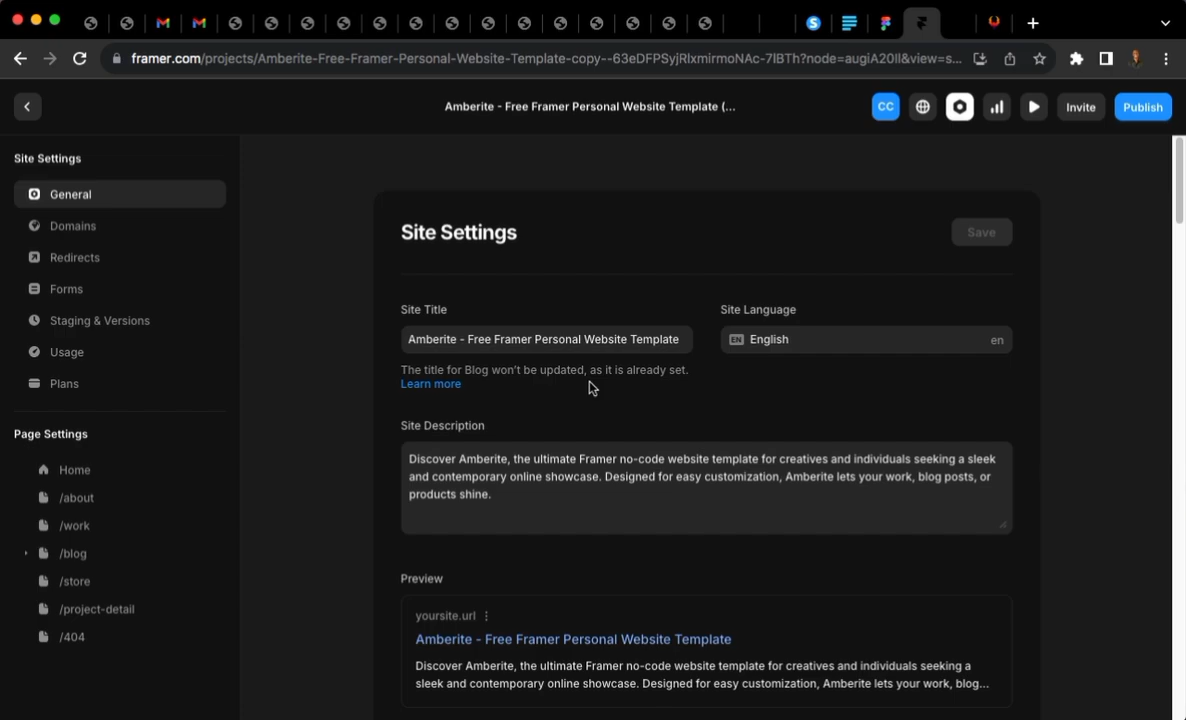 framer.com/projects/Amberite-Free-Framer-Personal-Website-Template-copy--63eDFPSyjRlxmirmoNAc-7lBTh?node=augiA20Il&view=s...
Amberite - Free Framer Personal Website Template (...
CC
Invite
Publish
Site Settings
General
Domains
Redirects
Forms
Staging & Versions
Usage
Plans
Page Settings
Home
/about
/work
/blog
/store
/project-detail
/404
Site Settings
Save
Site Title
Site Language
Amberite - Free Framer Personal Website Template
EN English
en
The title for Blog won't be updated, as it is already set.
Learn more
Site Description
Discover Amberite, the ultimate Framer no-code website template for creatives and individuals seeking a sleek
and contemporary online showcase. Designed for easy customization, Amberite lets your work, blog posts, or
products shine.
Preview
yoursite.url
Amberite - Free Framer Personal Website Template
Discover Amberite, the ultimate Framer no-code website template for creatives and individuals seeking a
sleek and contemporary online showcase. Designed for easy customization, Amberite lets your work, blog...